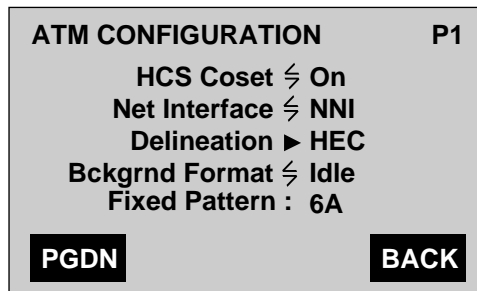 ATM CONFIGURATION P1
HCS Coset ⥃ On
Net Interface ⥃ NNI
Delineation ► HEC
Bckgrnd Format ⥃ Idle
Fixed Pattern : 6A
PGDN BACK